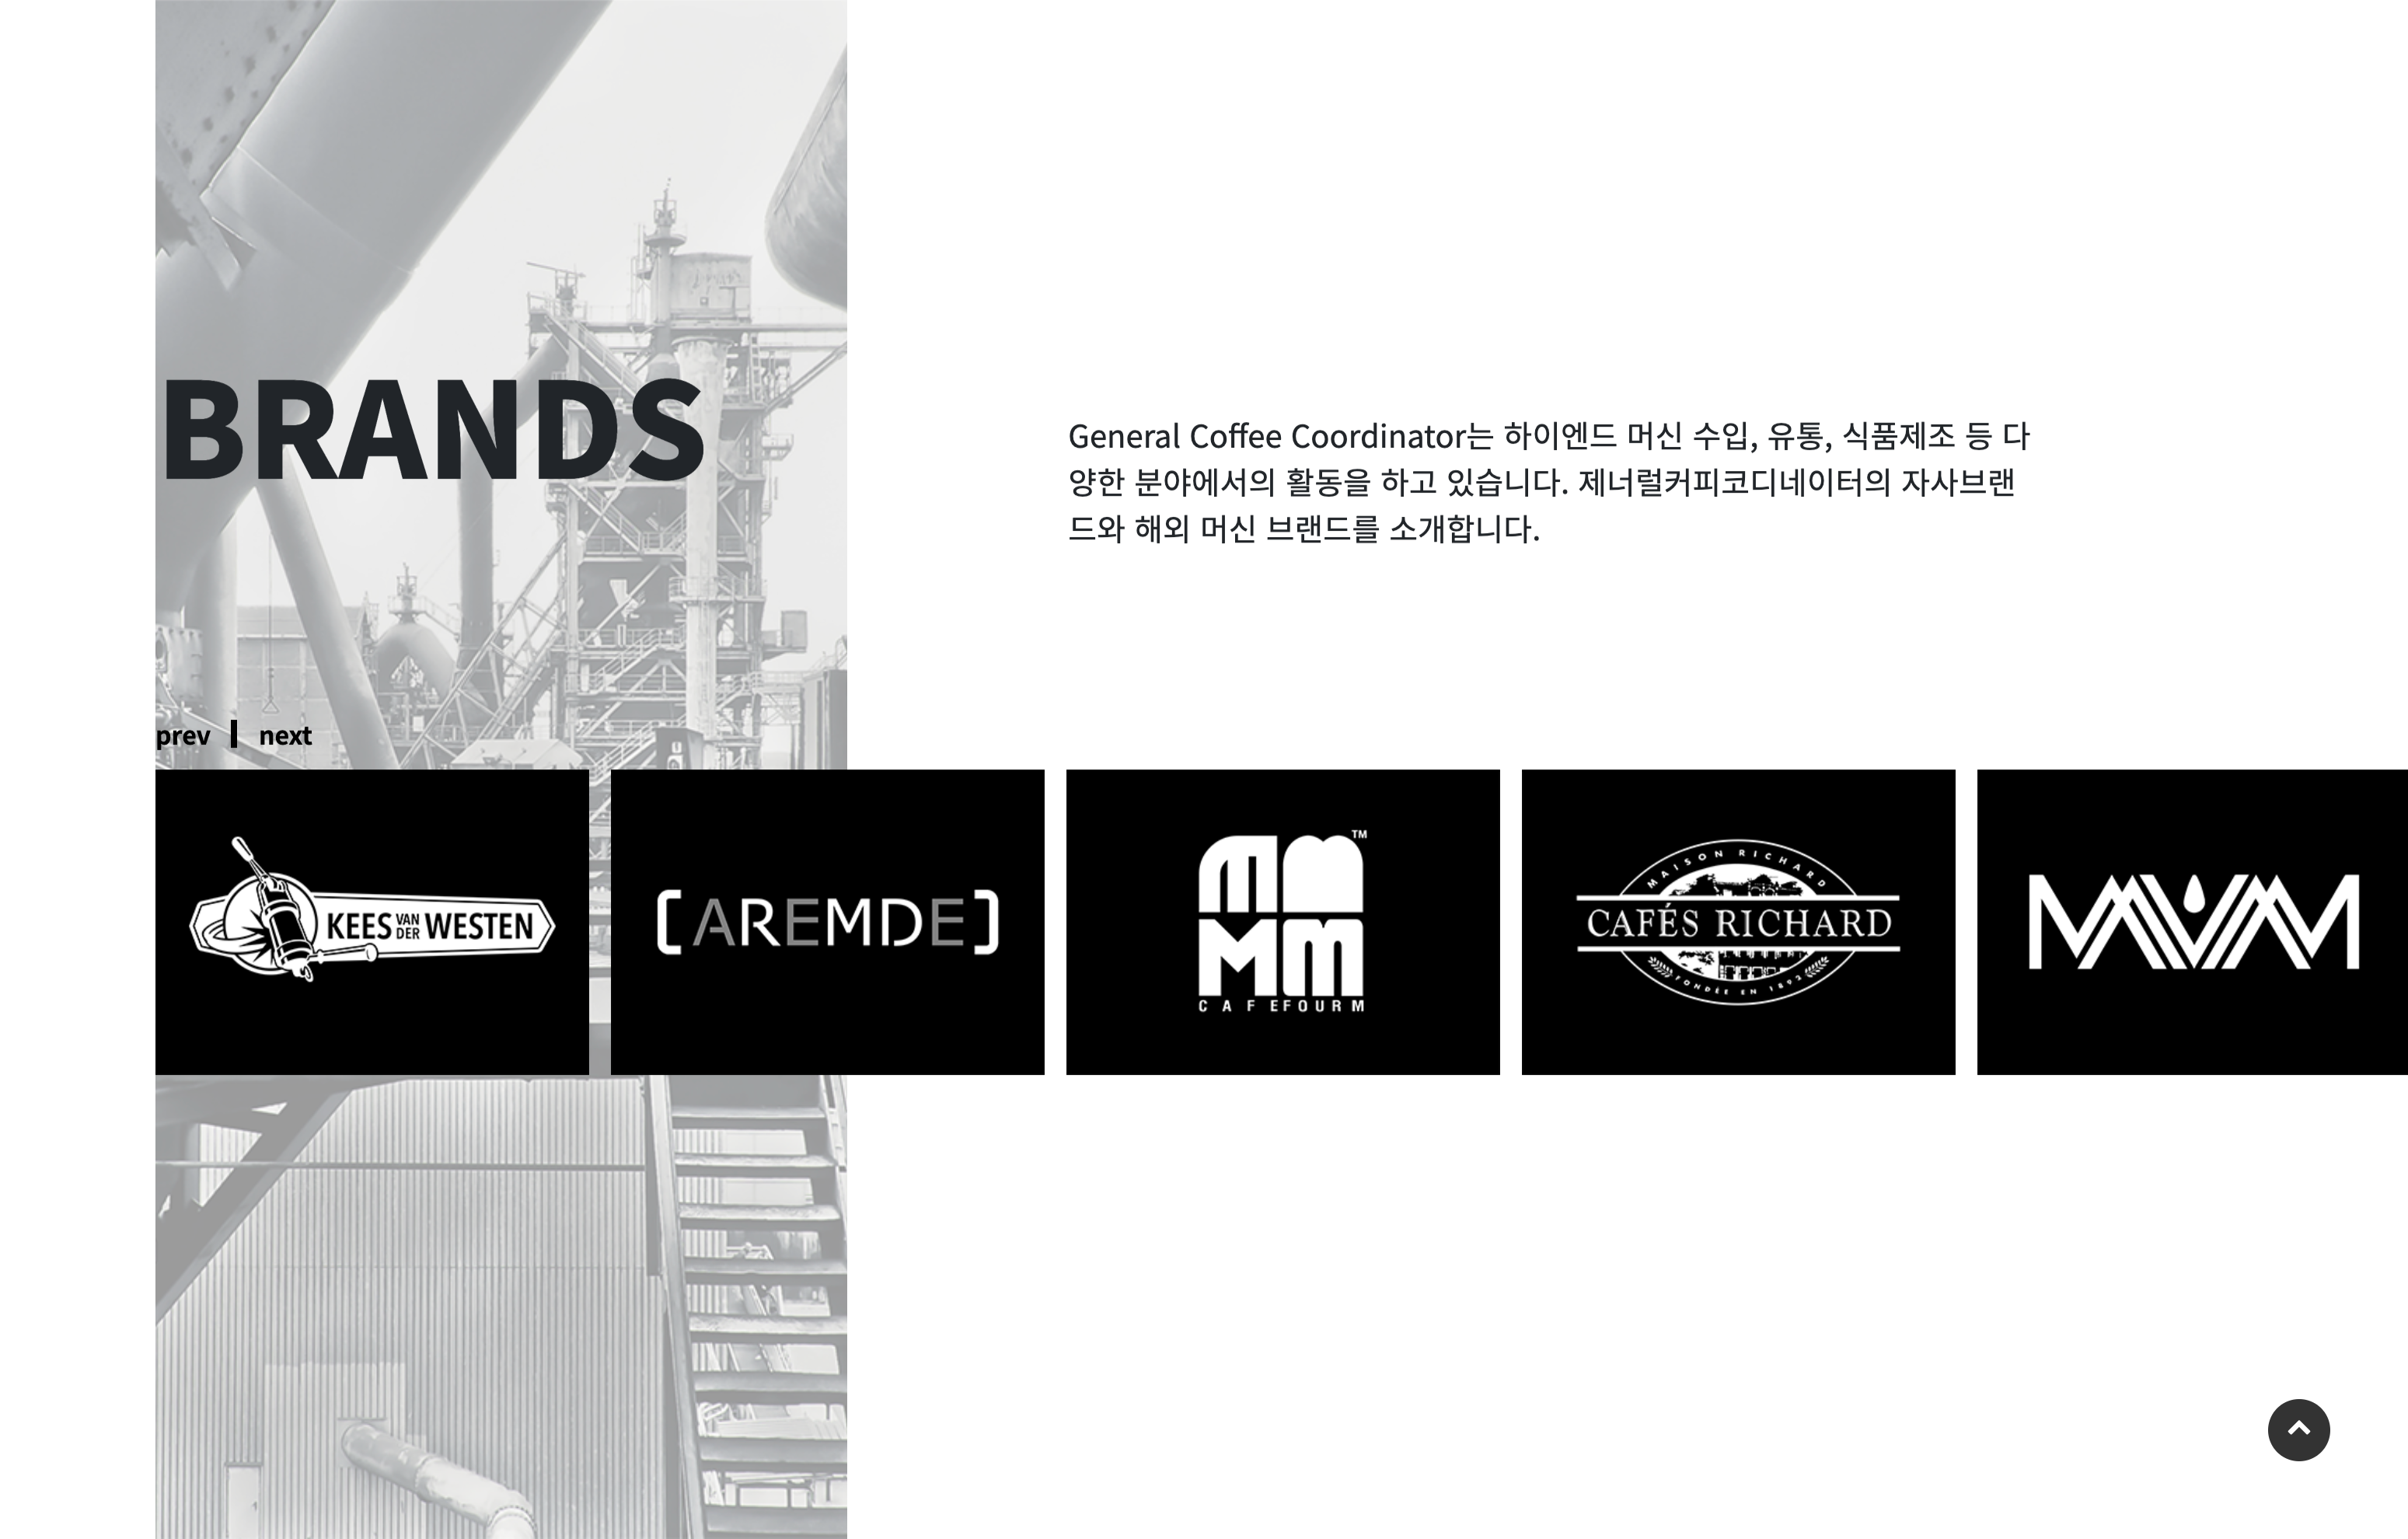 BRANDS
General Coffee Coordinator는 하이엔드 머신 수입, 유통, 식품제조 등 다
양한 분야에서의 활동을 하고 있습니다. 제너럴커피코디네이터의 자사브랜
드와 해외 머신 브랜드를 소개합니다.
prev
next
KEES VAN DER WESTEN
[AREMDE]
MMMm
TM
CAFEFOURM
MAISON RICHARD
CAFÉS RICHARD
FONDÉE EN 1892
MAVAM